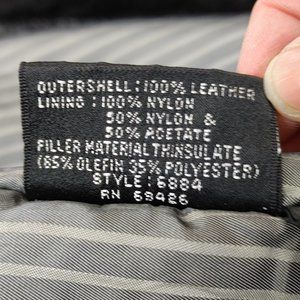 OUTERSHELL:100% LEATHER
LINING:100% NYLON
50% NYLON &
50% ACETATE
FILLER MATERIAL THINSULATE
(65% OLEFIN 35% POLYESTER)
STYLE:6884
RN 69426